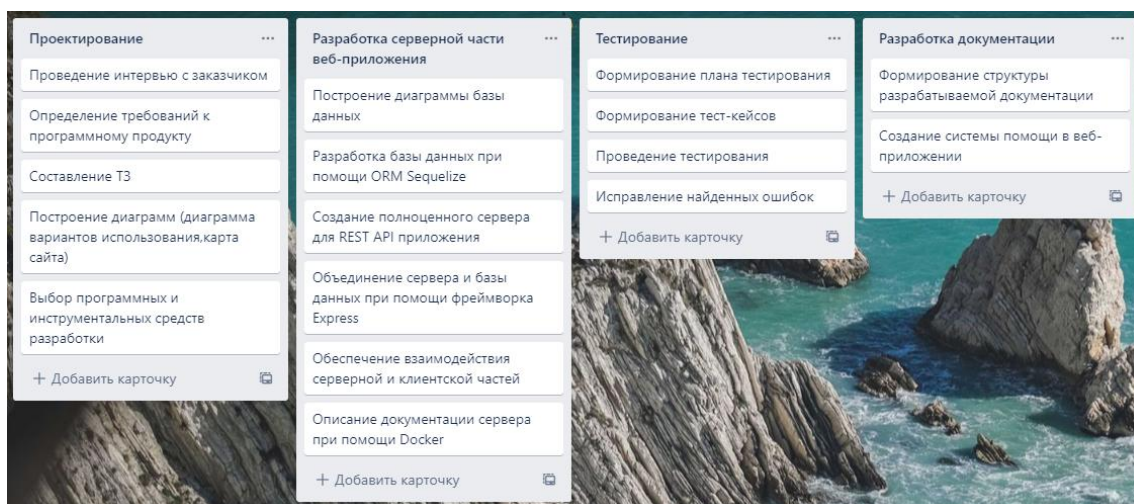 Проектирование
Проведение интервью с заказчиком
Определение требований к
программному продукту
Составление ТЗ
Построение диаграмм (диаграмма
вариантов использования,карта
сайта)
Выбор программных и
инструментальных средств
разработки
+ Добавить карточку
Разработка серверной части
веб-приложения
Построение диаграммы базы
данных
Разработка базы данных при
помощи ORM Sequelize
Создание полноценного сервера
для REST API приложения
Объединение сервера и базы
данных при помощи фреймворка
Express
Обеспечение взаимодействия
серверной и клиентской частей
Описание документации сервера
при помощи Docker
+ Добавить карточку
Тестирование
Формирование плана тестирования
Формирование тест-кейсов
Проведение тестирования
Исправление найденных ошибок
+ Добавить карточку
Разработка документации
Формирование структуры
разрабатываемой документации
Создание системы помощи в веб-
приложении
+ Добавить карточку